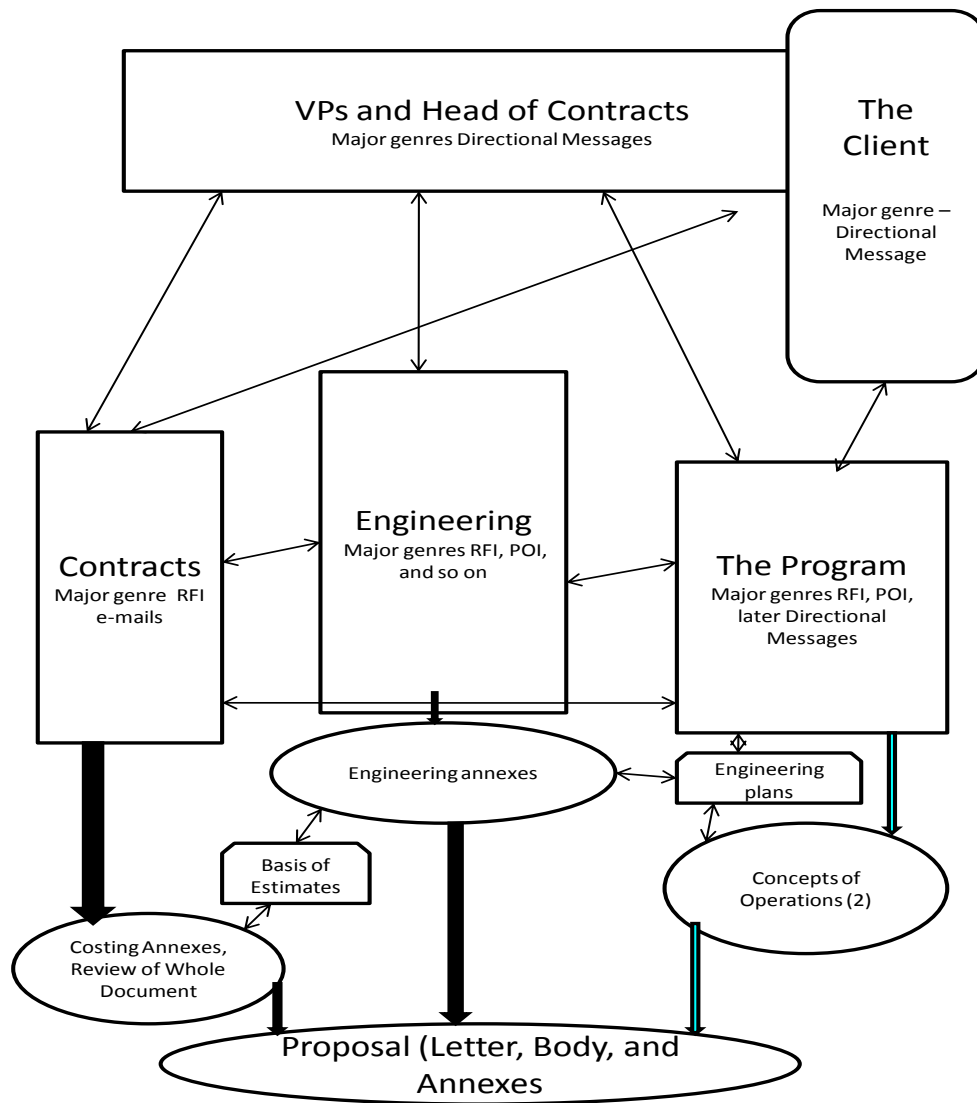 VPs and Head of Contracts
Major genres Directional Messages
The
Client
Major genre –
Directional
Message
Contracts
Major genre RFI
e-mails
Engineering
Major genres RFI, POI,
and so on
The Program
Major genres RFI, POI,
later Directional
Messages
Engineering annexes
Engineering
plans
Basis of
Estimates
Concepts of
Operations (2)
Costing Annexes,
Review of Whole
Document
Proposal (Letter, Body, and
Annexes